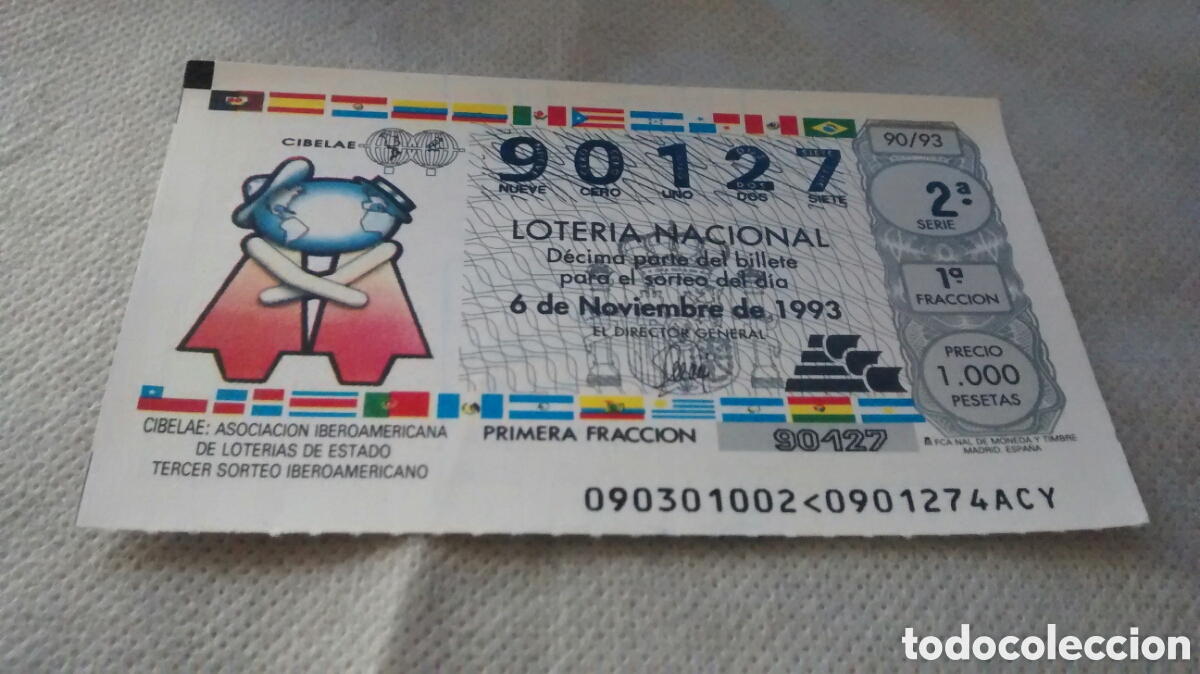 CIBELAE
90127
NUEVE CERO UNO DOS SIETE
LOTERIA NACIONAL
Décima parte del billete
para el sorteo del día
6 de Noviembre de 1993
EL DIRECTOR GENERAL
90/93
2ª
SERIE
1ª
FRACCION
PRECIO
1.000
PESETAS
CIBELAE: ASOCIACION IBEROAMERICANA
DE LOTERIAS DE ESTADO
TERCER SORTEO IBEROAMERICANO
PRIMERA FRACCION
90127
FCA NAL DE MONEDA Y TIMBRE
MADRID. ESPAÑA
090301002<0901274ACY
todocoleccion